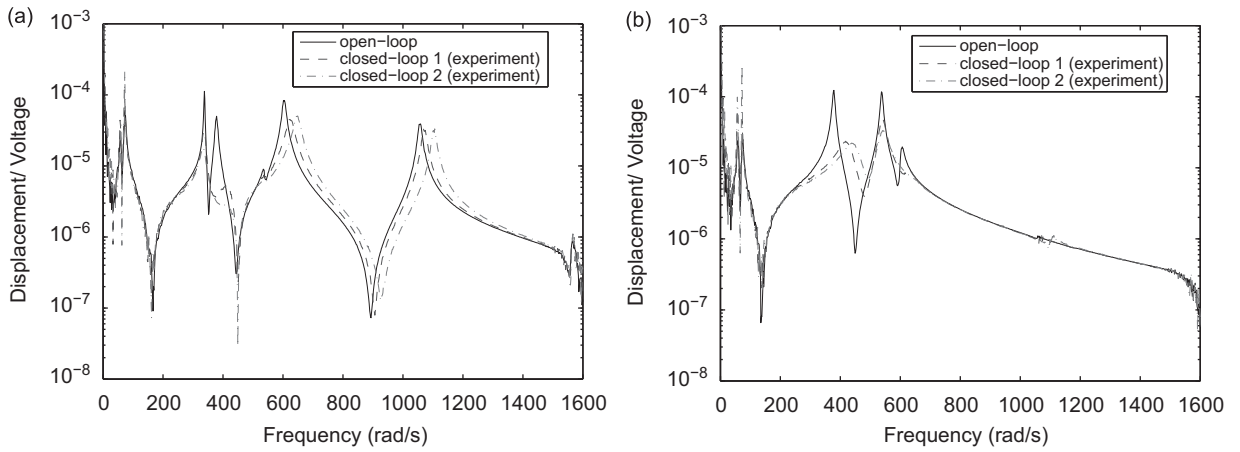 (a)
10−3
10−4
10−5
10−6
10−7
10−8
Displacement/ Voltage
open−loop
closed−loop 1 (experiment)
closed−loop 2 (experiment)
0 200 400 600 800 1000 1200 1400 1600
Frequency (rad/s)
(b)
10−3
10−4
10−5
10−6
10−7
10−8
Displacement/ Voltage
open−loop
closed−loop 1 (experiment)
closed−loop 2 (experiment)
0 200 400 600 800 1000 1200 1400 1600
Frequency (rad/s)